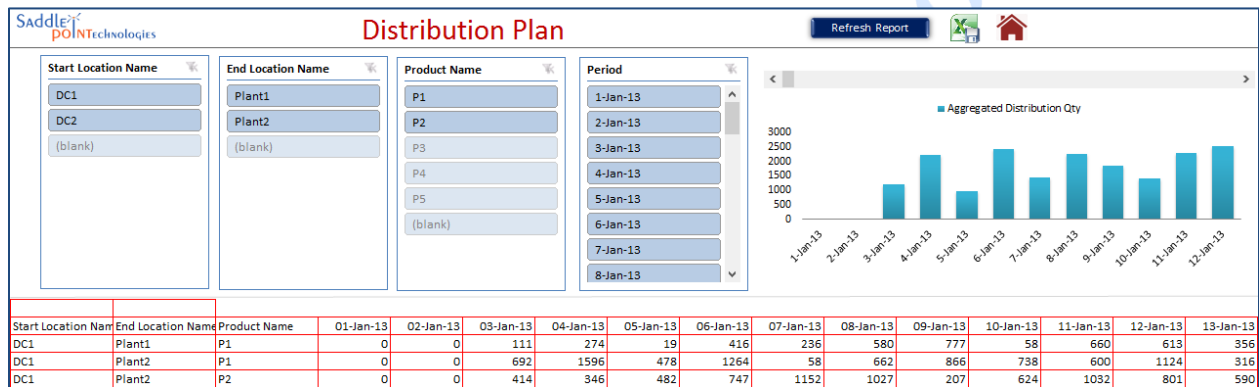 SADDlE
POINTEchnologies
Distribution Plan
Refresh Report
Start Location Name
DC1
DC2
(blank)
End Location Name
Plant1
Plant2
(blank)
Product Name
P1
P2
P3
P4
P5
(blank)
Period
1-Jan-13
2-Jan-13
3-Jan-13
4-Jan-13
5-Jan-13
6-Jan-13
7-Jan-13
8-Jan-13
Aggregated Distribution Qty
3000
2500
2000
1500
1000
500
0
1-Jan-13 2-Jan-13 3-Jan-13 4-Jan-13 5-Jan-13 6-Jan-13 7-Jan-13 8-Jan-13 9-Jan-13 10-Jan-13 11-Jan-13 12-Jan-13
Start Location Nam End Location Name Product Name 01-Jan-13 02-Jan-13 03-Jan-13 04-Jan-13 05-Jan-13 06-Jan-13 07-Jan-13 08-Jan-13 09-Jan-13 10-Jan-13 11-Jan-13 12-Jan-13 13-Jan-13
DC1 Plant1 P1 0 0 111 274 19 416 236 580 777 58 660 613 356
DC1 Plant2 P1 0 0 692 1596 478 1264 58 662 866 738 600 1124 316
DC1 Plant2 P2 0 0 414 346 482 747 1152 1027 207 624 1032 801 590